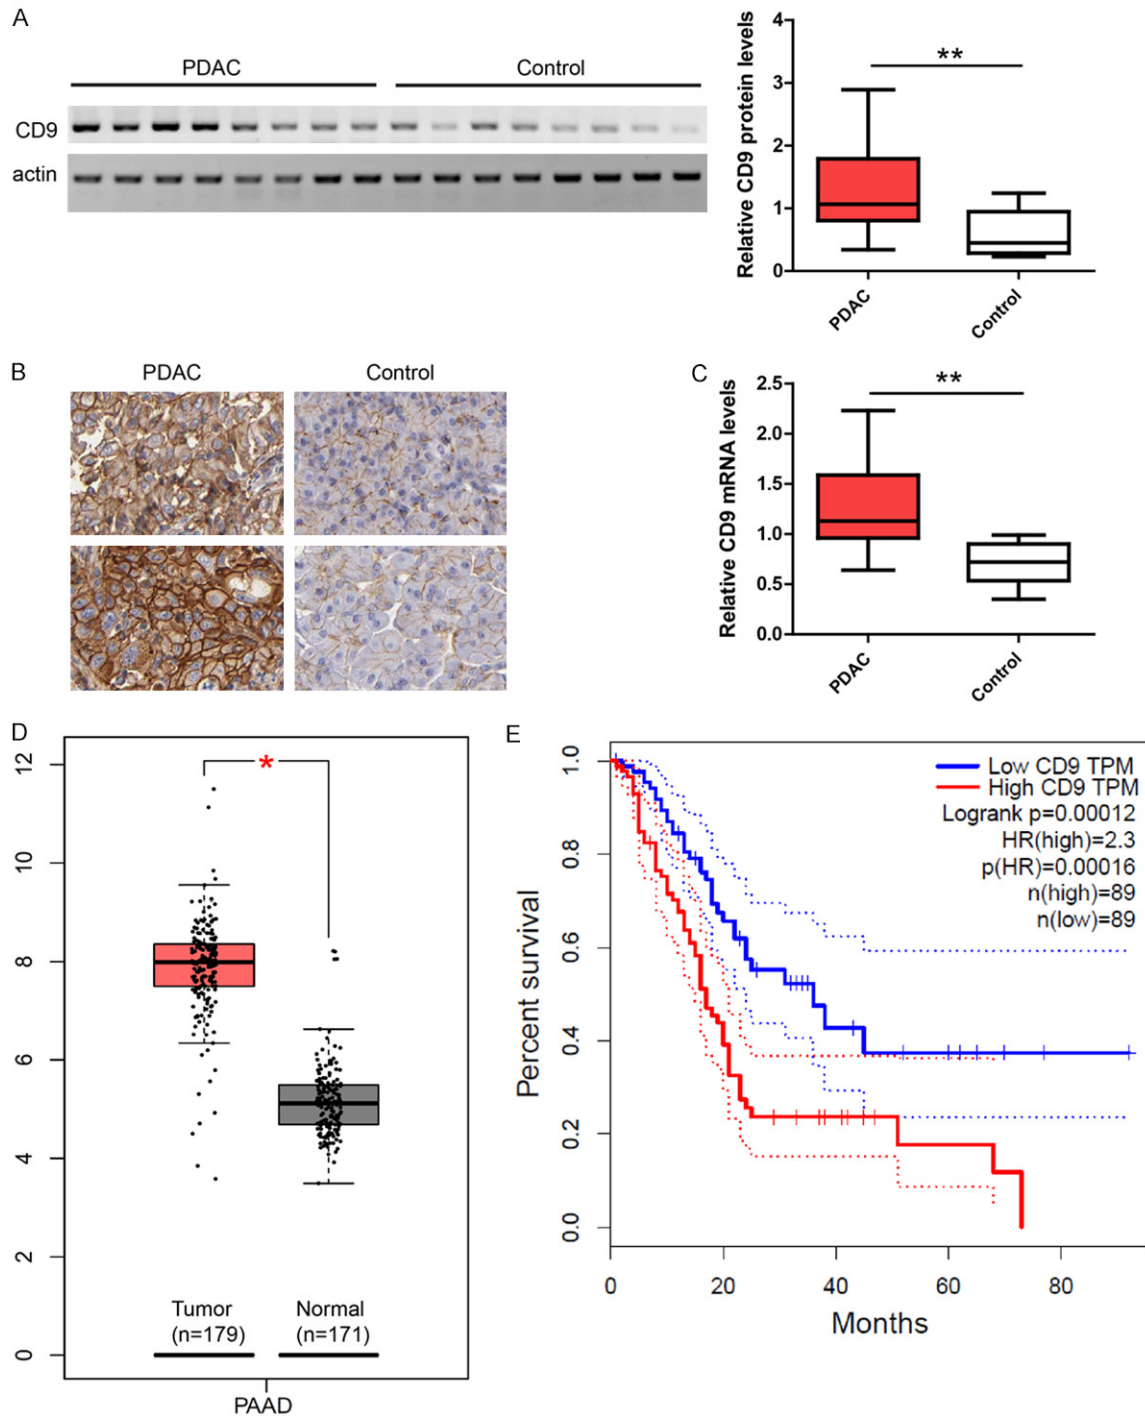 A
PDAC
Control
CD9
actin
Relative CD9 protein levels
4
3
2
1
0
**
PDAC
Control
B
PDAC
Control
C
Relative CD9 mRNA levels
2.5
2.0
1.5
1.0
0.5
0.0
**
PDAC
Control
D
12
10
8
6
4
2
0
*
Tumor
(n=179)
Normal
(n=171)
PAAD
E
Percent survival
1.0
0.8
0.6
0.4
0.2
0.0
Low CD9 TPM
High CD9 TPM
Logrank p=0.00012
HR(high)=2.3
p(HR)=0.00016
n(high)=89
n(low)=89
0 20 40 60 80
Months